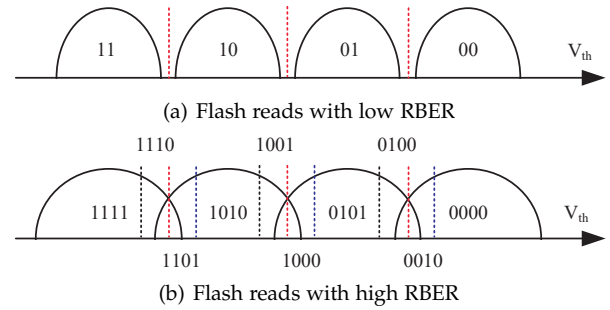 11 10 01 00 Vth
(a) Flash reads with low RBER
1110 1001 0100
1111 1010 0101 0000 Vth
1101 1000 0010
(b) Flash reads with high RBER